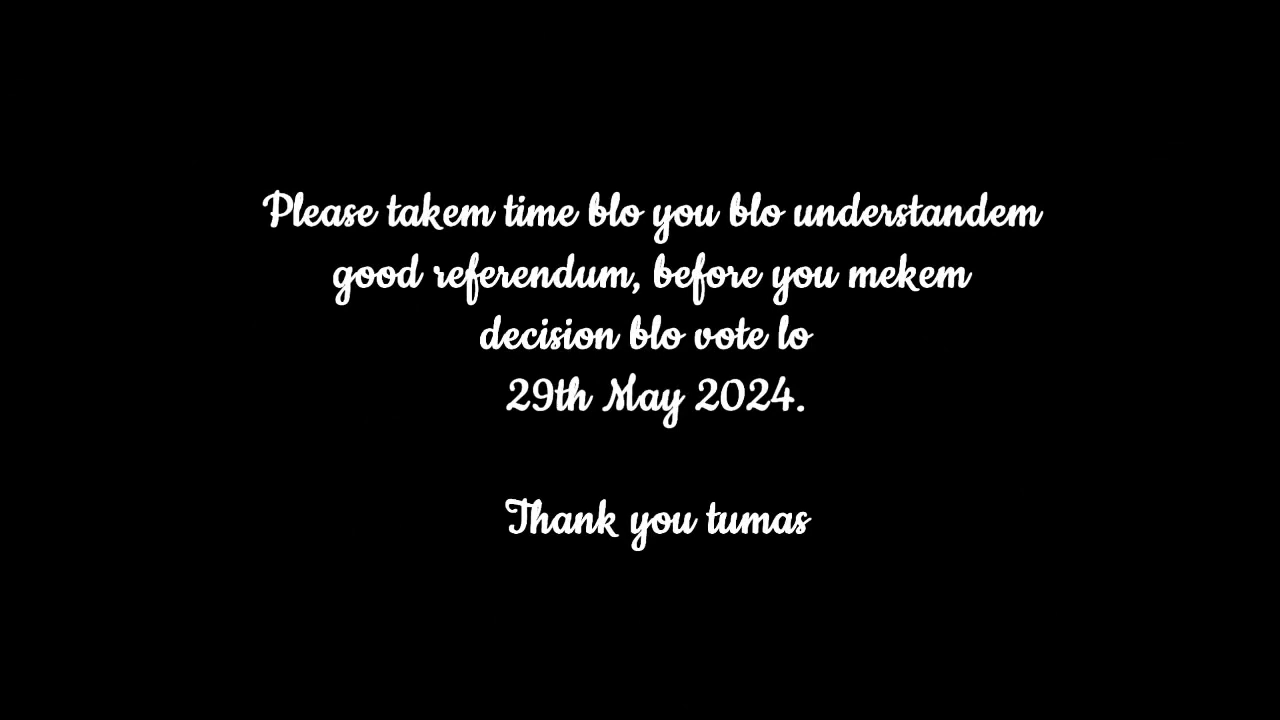 Please takem time blo you blo understandem
good referendum, before you mekem
decision blo vote lo
29th May 2024.
Thank you tumas